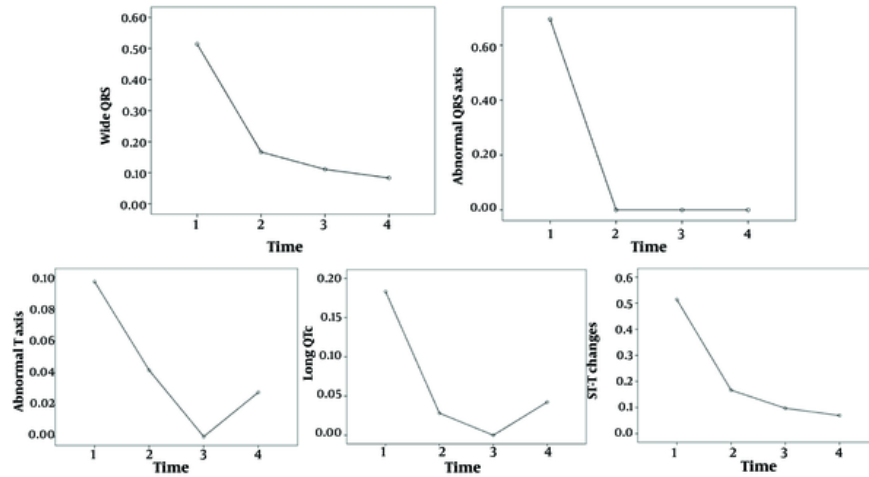 Wide QRS
0.60
0.50
0.40
0.30
0.20
0.10
0.00
1 2 3 4
Time
Abnormal QRS axis
0.60
0.40
0.20
0.00
1 2 3 4
Time
Abnormal T axis
0.10
0.08
0.06
0.04
0.02
0.00
1 2 3 4
Time
Long QTc
0.20
0.15
0.10
0.05
0.00
1 2 3 4
Time
ST-T changes
0.6
0.5
0.4
0.3
0.2
0.1
0.0
1 2 3 4
Time